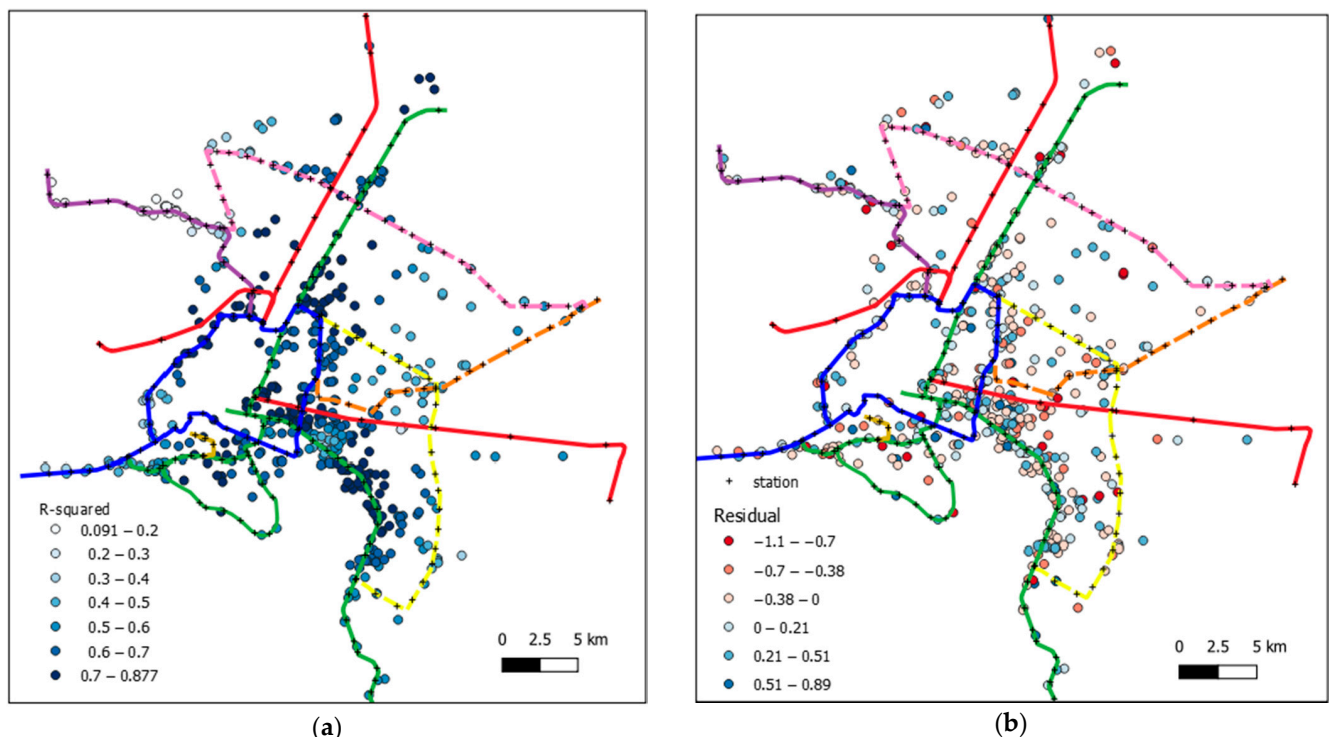 R-squared
0.091 – 0.2
0.2 – 0.3
0.3 – 0.4
0.4 – 0.5
0.5 – 0.6
0.6 – 0.7
0.7 – 0.877
0 2.5 5 km
(a)
station
Residual
−1.1 – −0.7
−0.7 – −0.38
−0.38 – 0
0 – 0.21
0.21 – 0.51
0.51 – 0.89
0 2.5 5 km
(b)